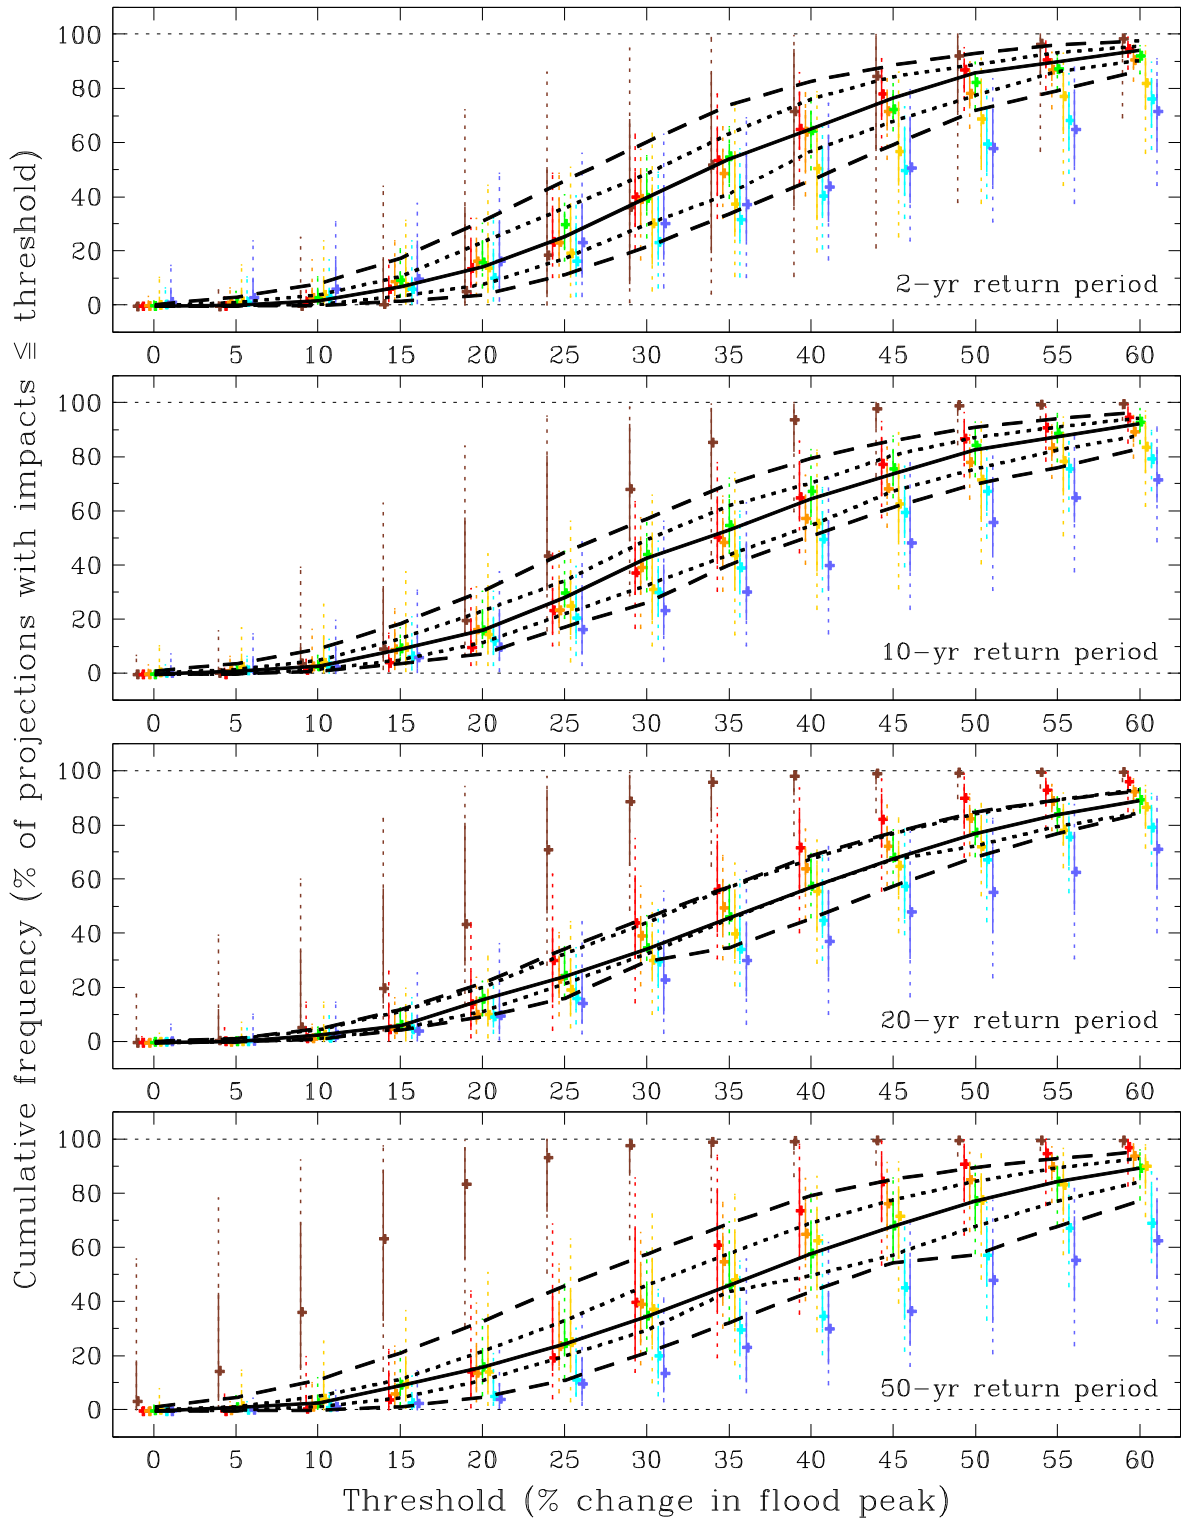 Cumulative frequency (% of projections with impacts ≦ threshold)
100
80
60
40
20
0
2-yr return period
0 5 10 15 20 25 30 35 40 45 50 55 60
100
80
60
40
20
0
10-yr return period
0 5 10 15 20 25 30 35 40 45 50 55 60
100
80
60
40
20
0
20-yr return period
0 5 10 15 20 25 30 35 40 45 50 55 60
100
80
60
40
20
0
50-yr return period
0 5 10 15 20 25 30 35 40 45 50 55 60
Threshold (% change in flood peak)